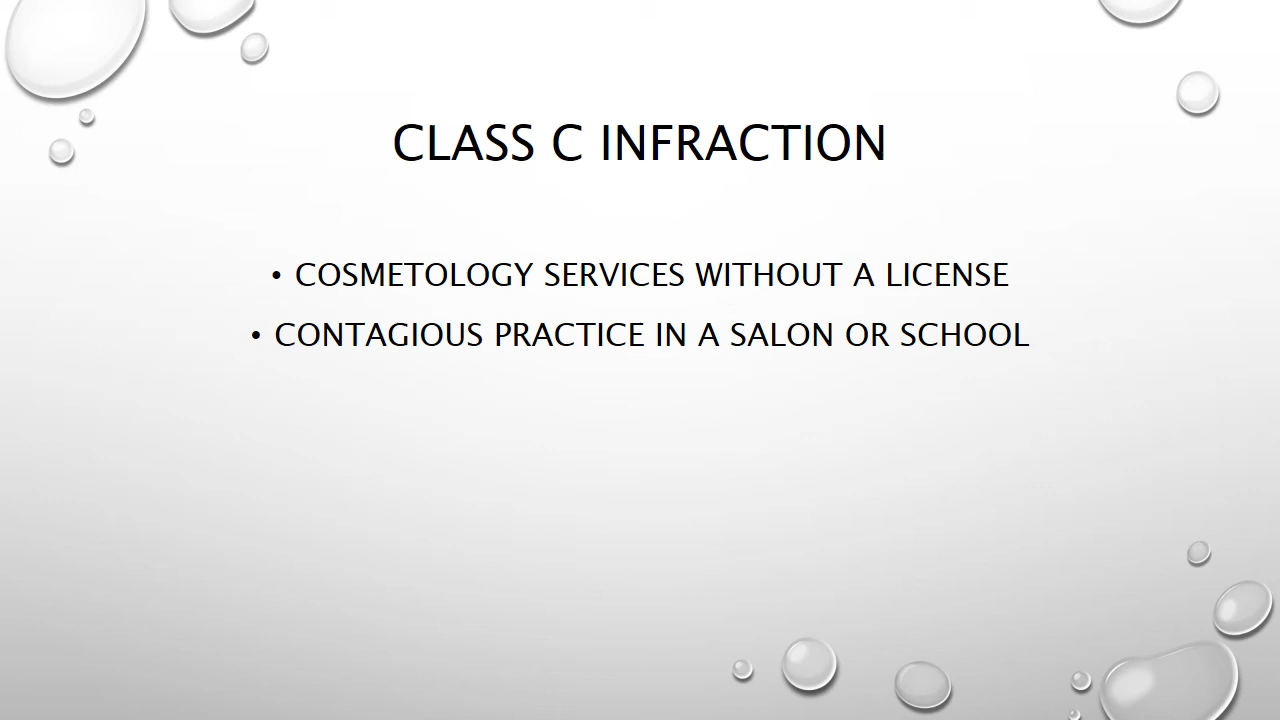 CLASS C INFRACTION
• COSMETOLOGY SERVICES WITHOUT A LICENSE
• CONTAGIOUS PRACTICE IN A SALON OR SCHOOL